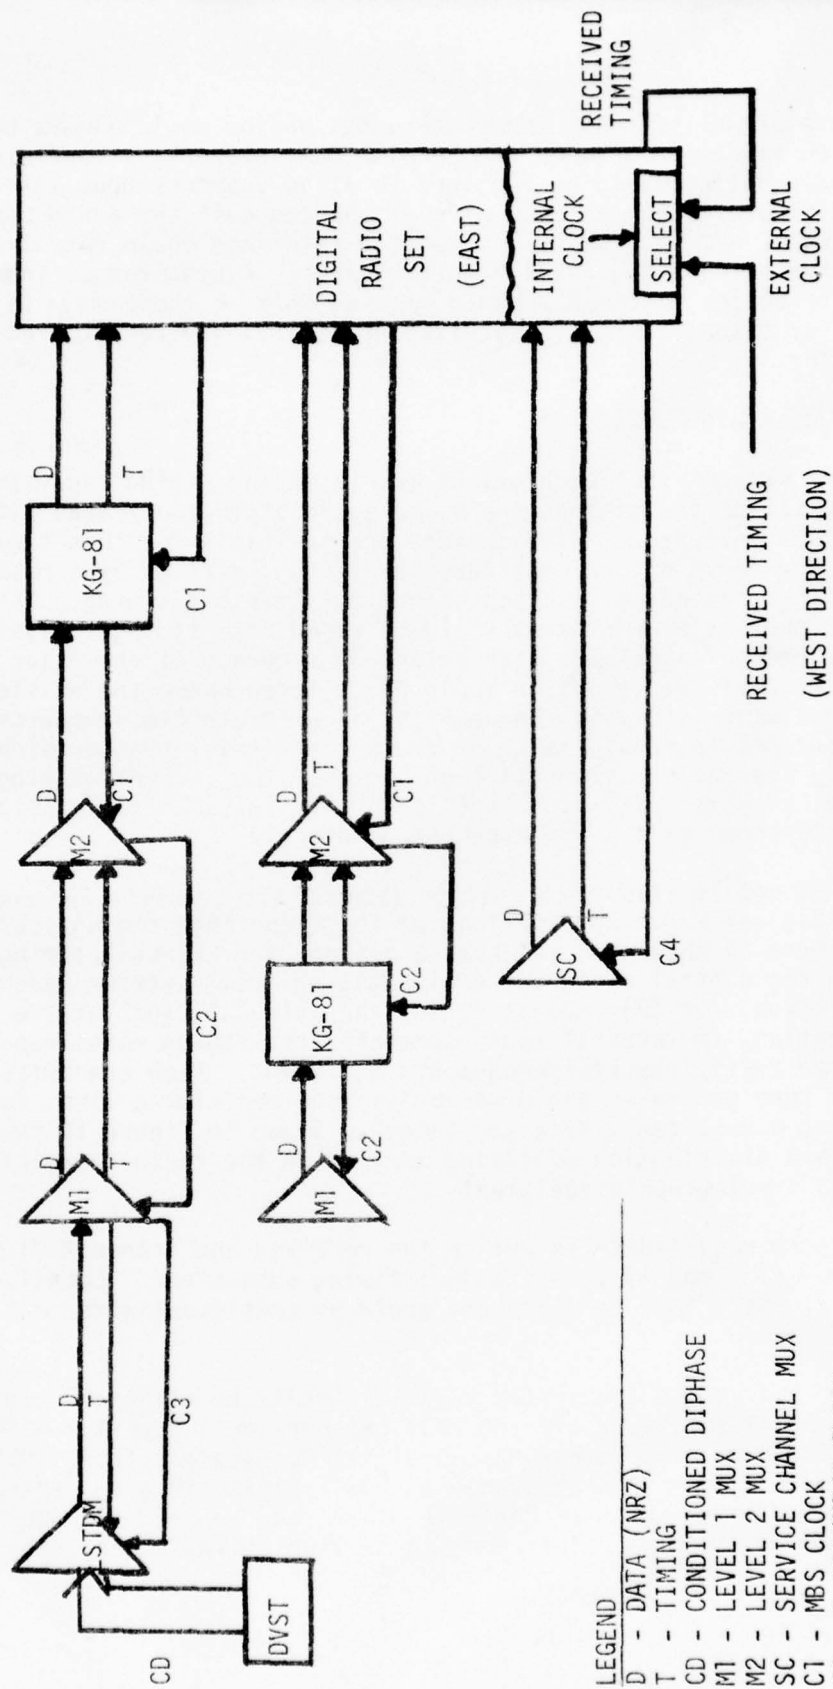 CD
DVST
LSTDM
D
T
C3
M1
D
T
C2
M2
D
C1
KG-81
D
T
C1
M1
D
C2
KG-81
C2
M2
D
T
C1
SC
D
T
C4
DIGITAL
RADIO
SET
(EAST)
INTERNAL
CLOCK
SELECT
RECEIVED
TIMING
EXTERNAL
CLOCK
RECEIVED TIMING
(WEST DIRECTION)
LEGEND
D - DATA (NRZ)
T - TIMING
CD - CONDITIONED DIPHASE
M1 - LEVEL 1 MUX
M2 - LEVEL 2 MUX
SC - SERVICE CHANNEL MUX
C1 - MBS CLOCK